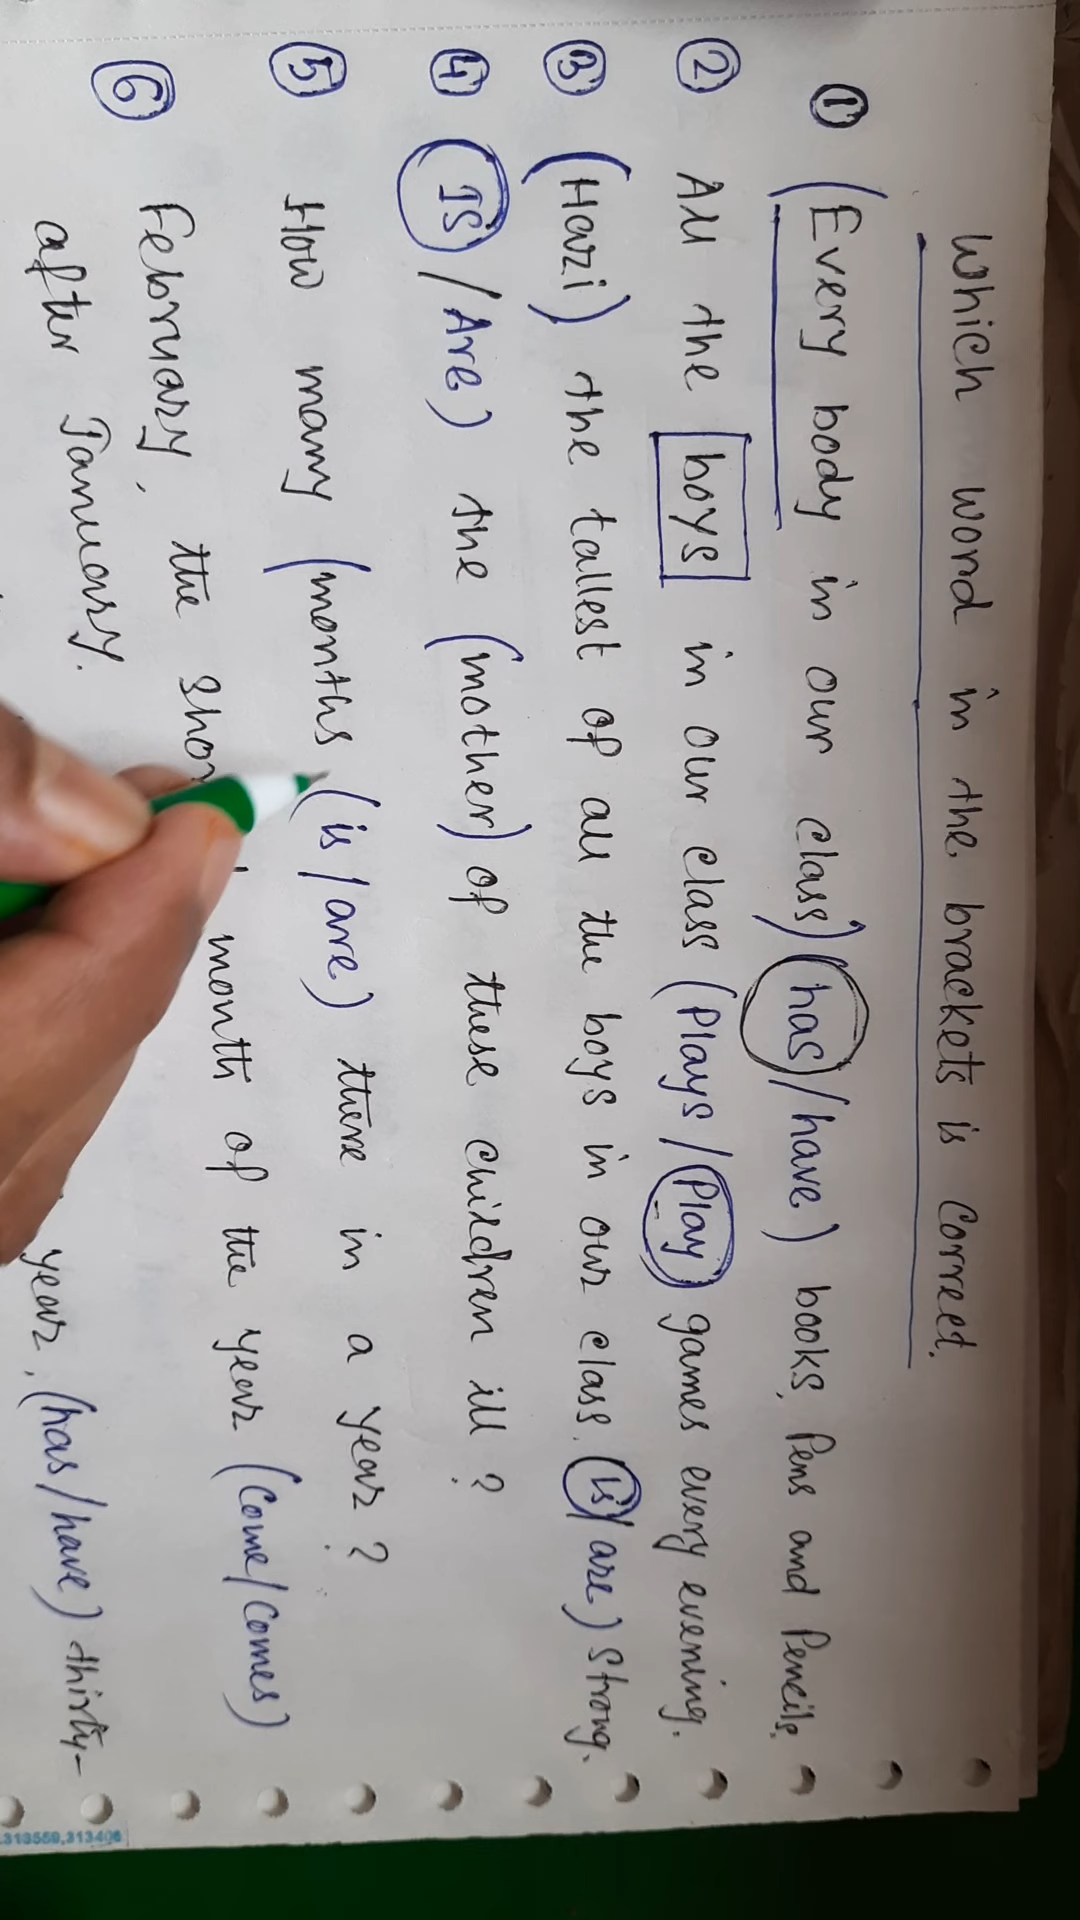 Which word in the brackets is correct.
① (Every body in our class) (has/have) books, Pens and Pencils.
② All the boys in our class (Plays/Play) games every evening.
③ (Hari) the tallest of all the boys in our class. (is/are) Strong.
④ (IS/Are) the (mother) of these children ill ?
⑤ How many (months (is/are) there in a year ?
⑥ February, the month of the year (Come/Comes)
after January.
year, (has/have) thirty-
313559,313406